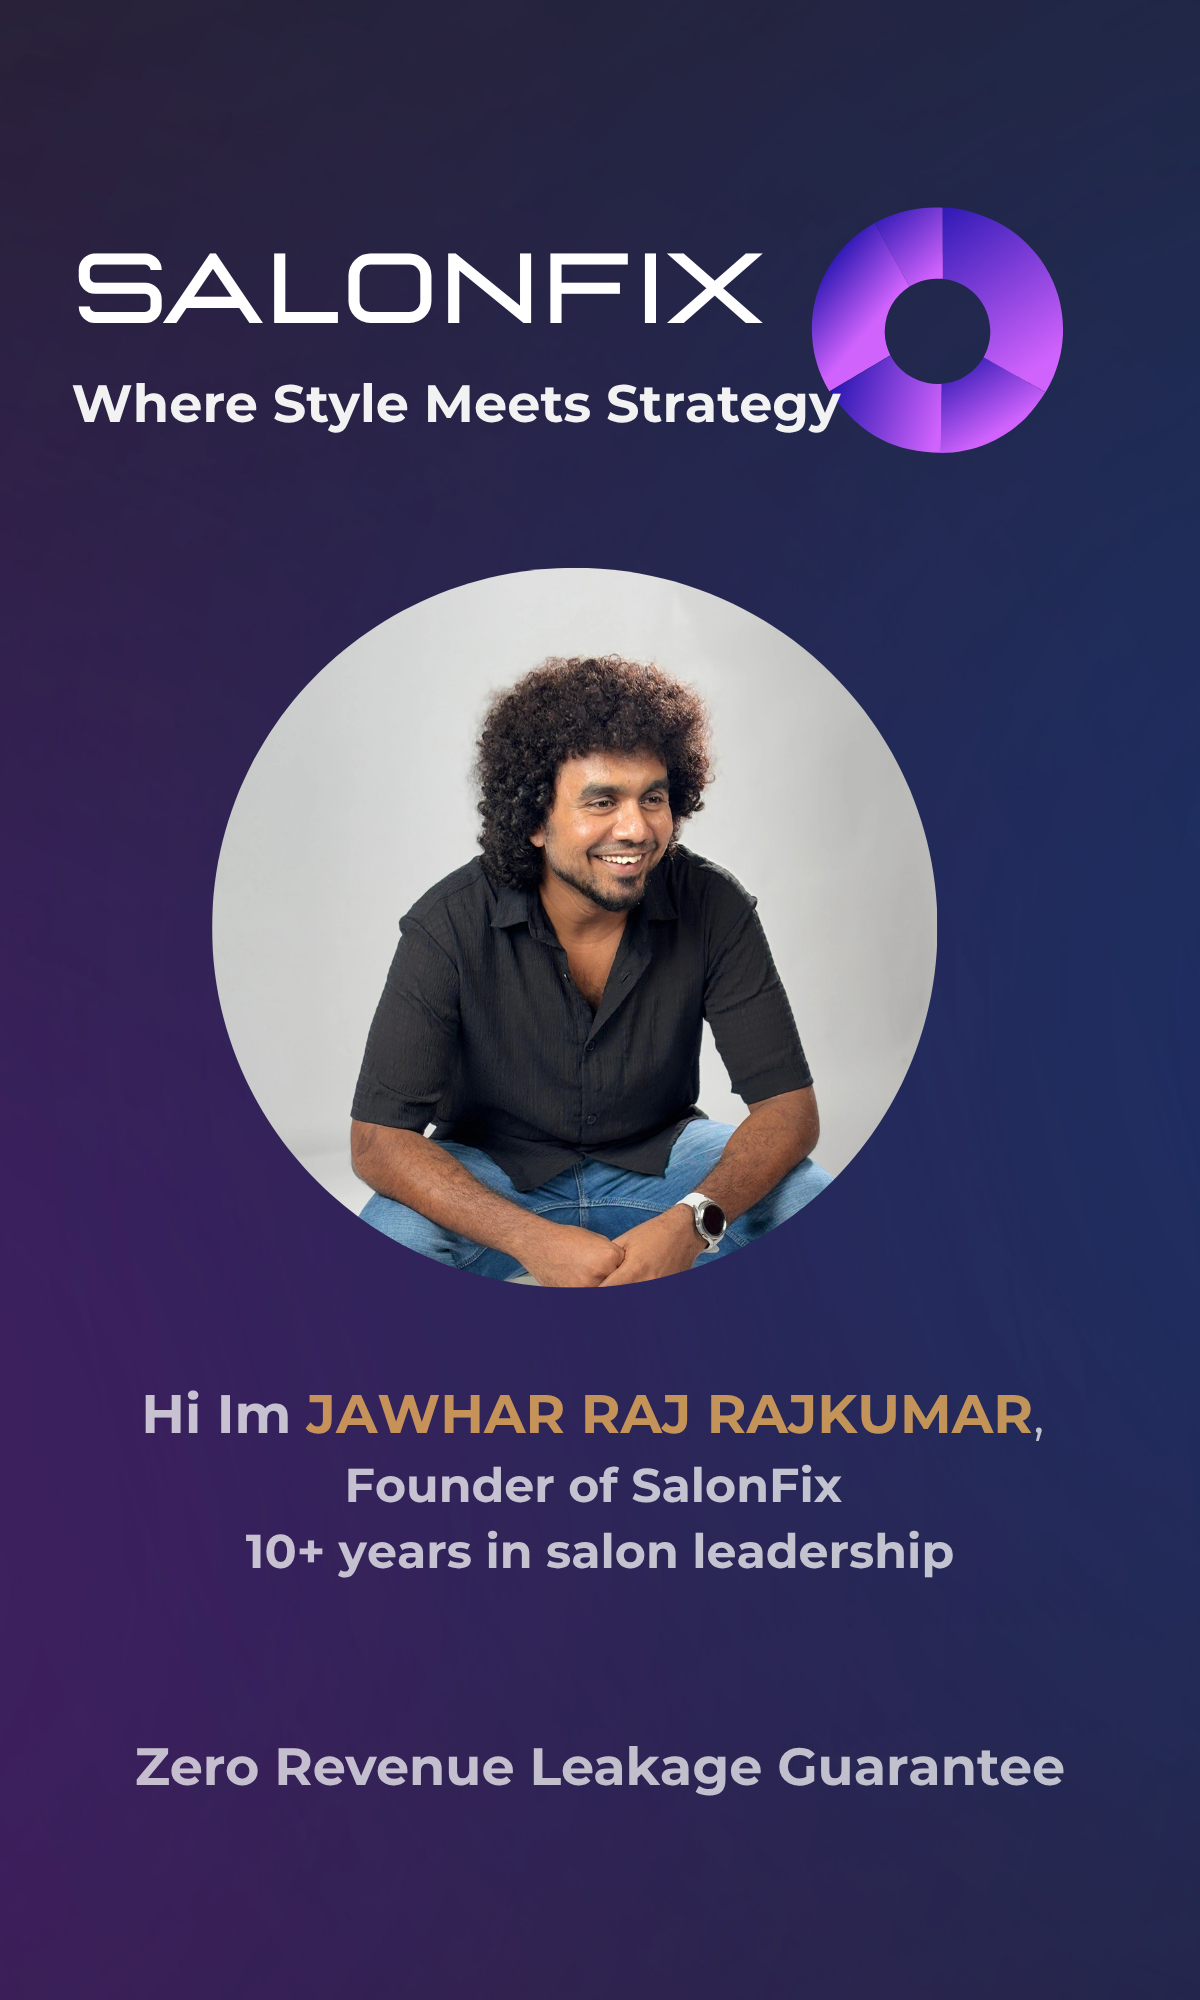 SALONFIX
Where Style Meets Strategy
Hi Im JAWHAR RAJ RAJKUMAR,
Founder of SalonFix
10+ years in salon leadership
Zero Revenue Leakage Guarantee